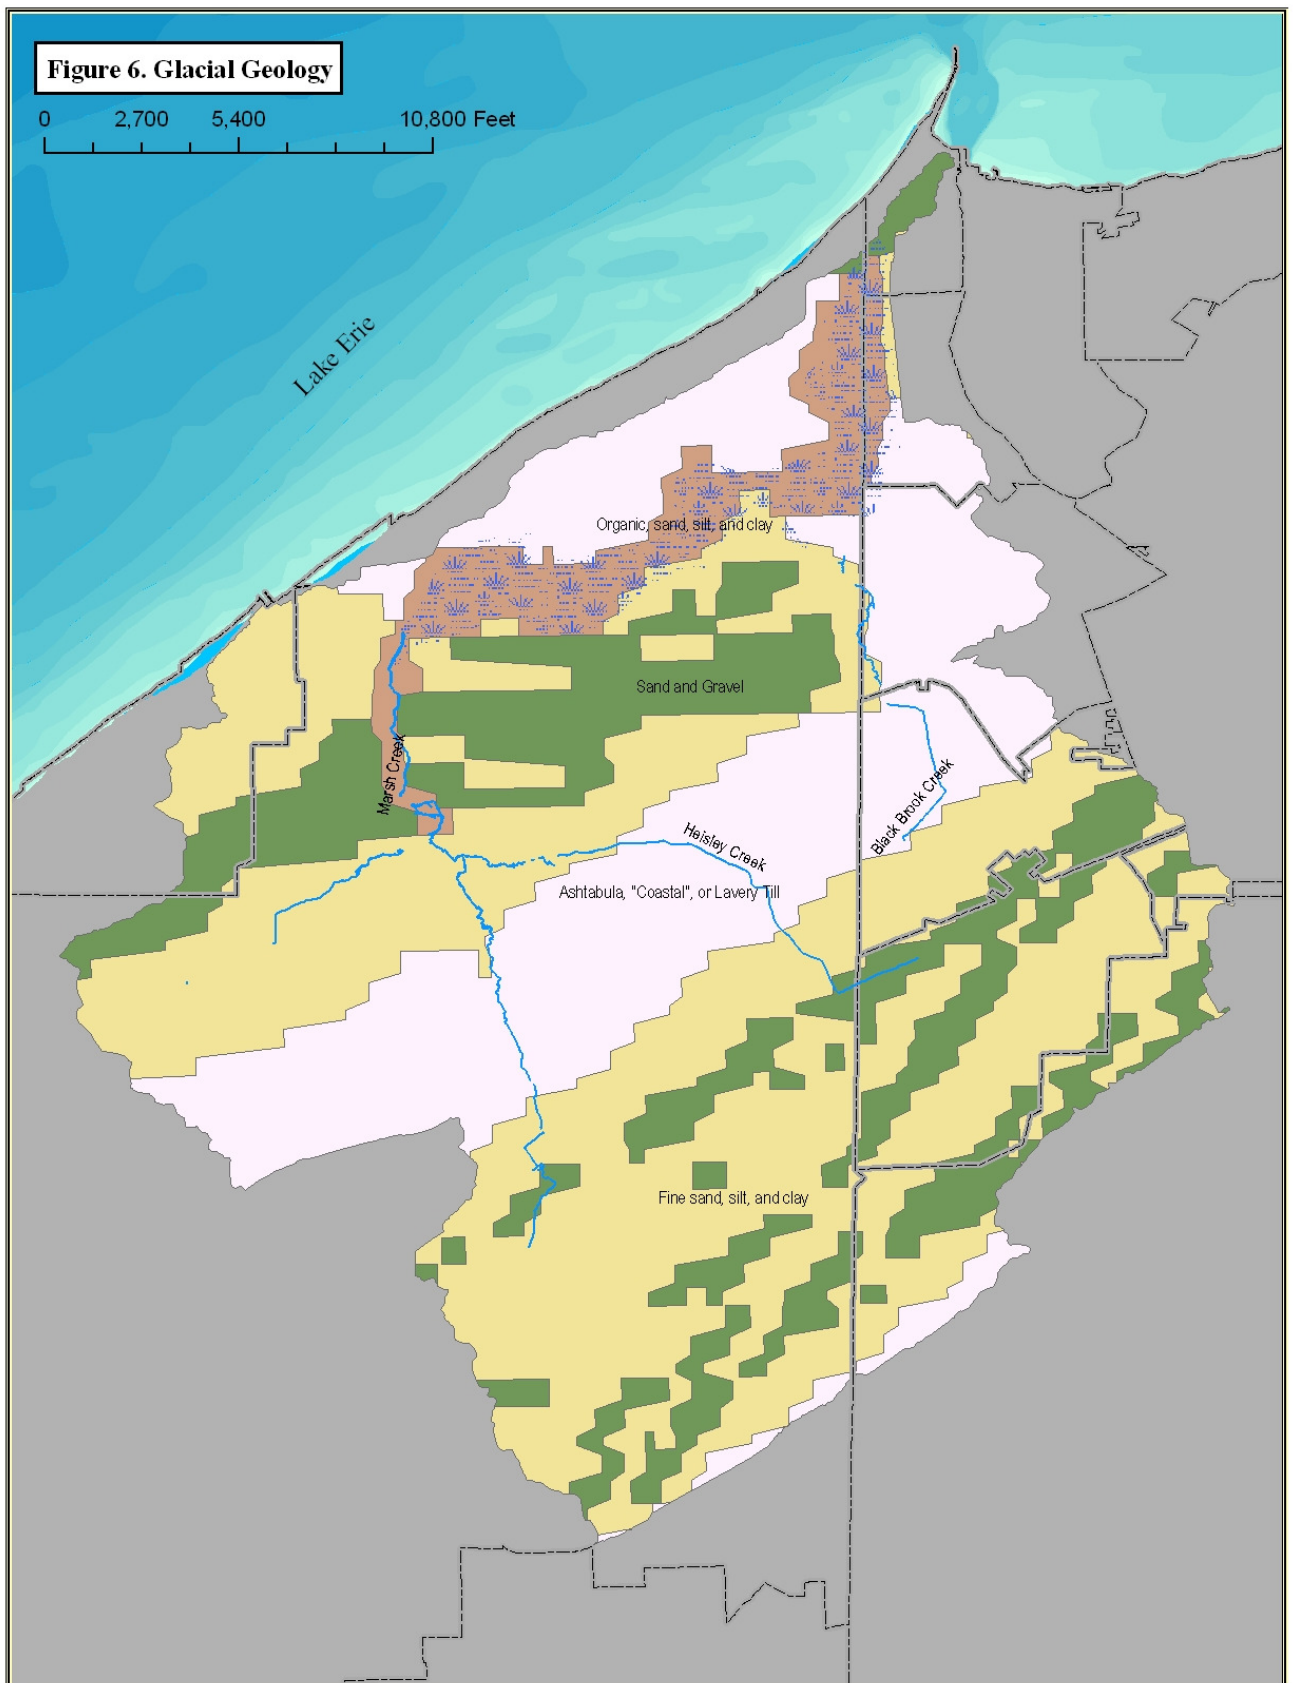 Figure 6. Glacial Geology
0 2,700 5,400 10,800 Feet
Lake Erie
Organic, sand, silt, and clay
Sand and Gravel
Marsh Creek
Black Brook Creek
Heisley Creek
Ashtabula, "Coastal", or Lavery Till
Fine sand, silt, and clay